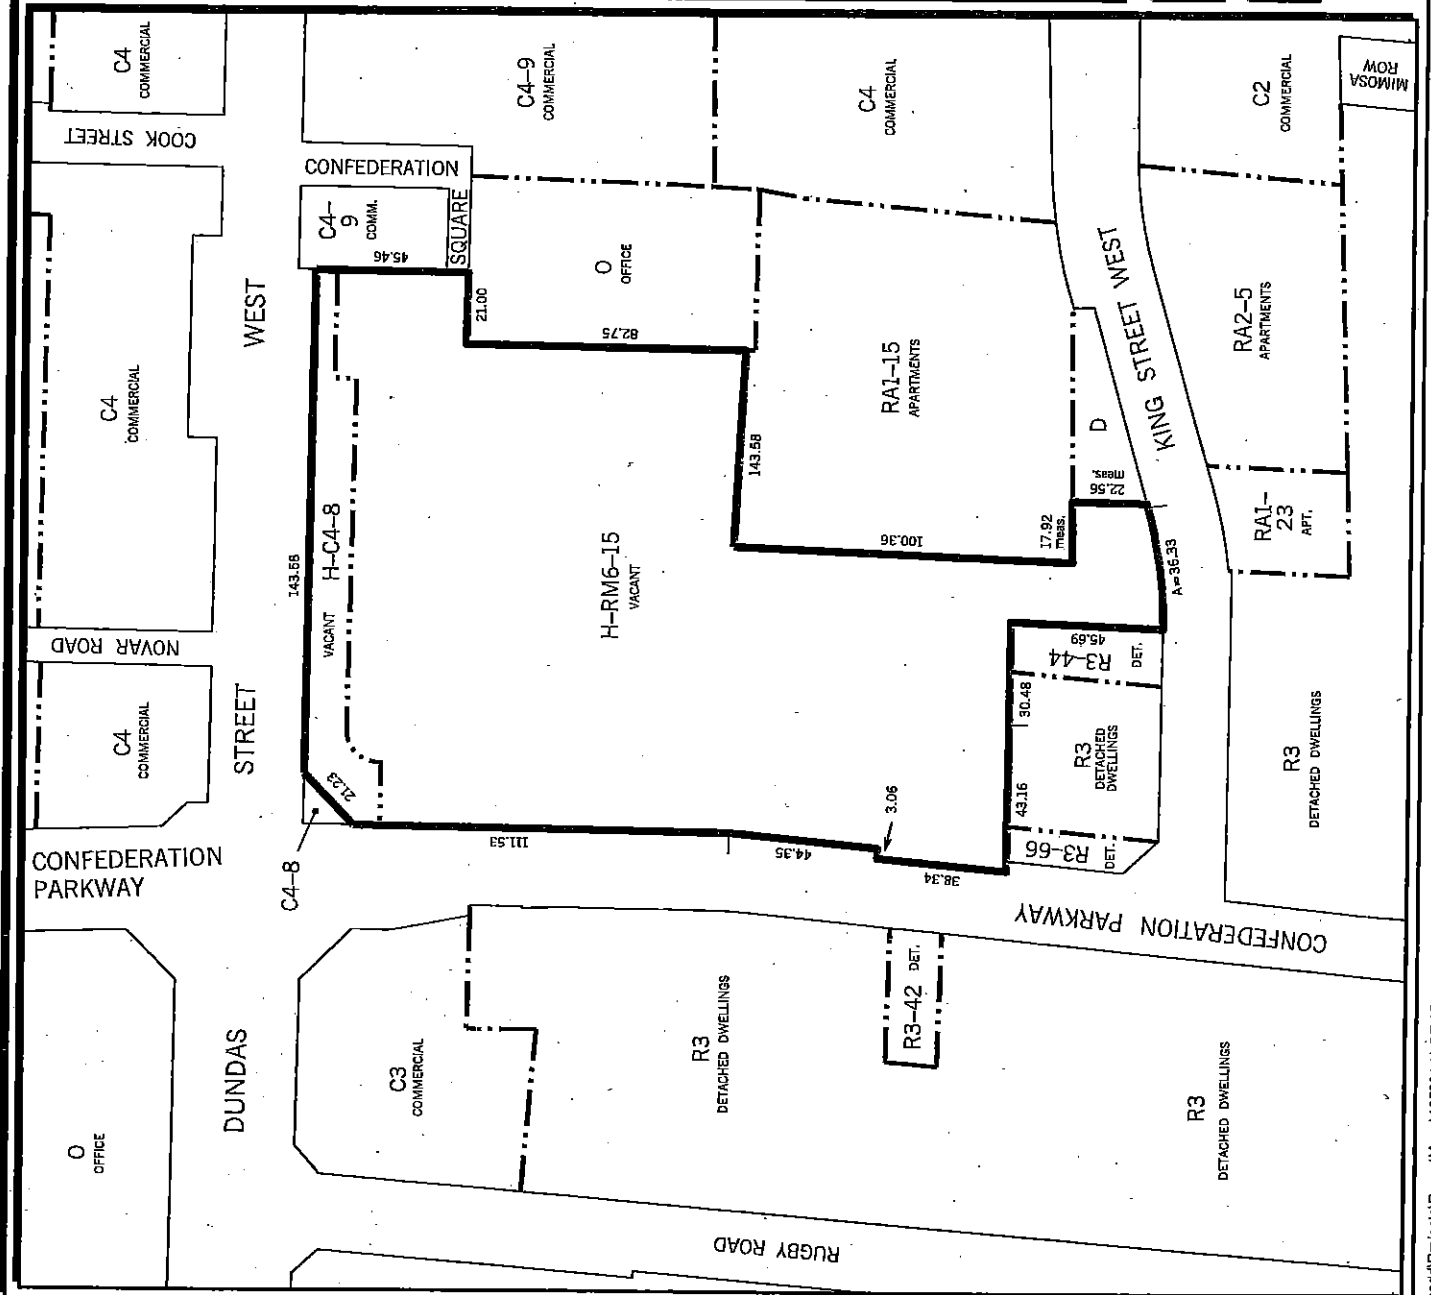 C4
COMMERCIAL
COOK STREET
C4-9
COMMERCIAL
C4
COMMERCIAL
C2
COMMERCIAL
MIMOSA
ROW
CONFEDERATION
SQUARE
C4-
9
COMM.
45.46
WEST
21.00
O
OFFICE
82.75
C4
COMMERCIAL
143.58
H-C4-8
VACANT
H-RM6-15
VACANT
143.58
RA1-15
APARTMENTS
100.36
17.92
meas.
22.56
meas.
D
KING STREET WEST
RA2-5
APARTMENTS
RA1-
23
APT.
A=36.33
NOVAR ROAD
C4
COMMERCIAL
STREET
21.23
C4-8
111.53
44.35
3.06
38.34
45.69
R3-44
DET.
30.48
R3
DETACHED
DWELLINGS
43.16
R3-66
DET.
R3
DETACHED DWELLINGS
CONFEDERATION
PARKWAY
CONFEDERATION PARKWAY
O
OFFICE
DUNDAS
C3
COMMERCIAL
R3
DETACHED DWELLINGS
R3-42 DET.
R3
DETACHED DWELLINGS
RUGBY ROAD